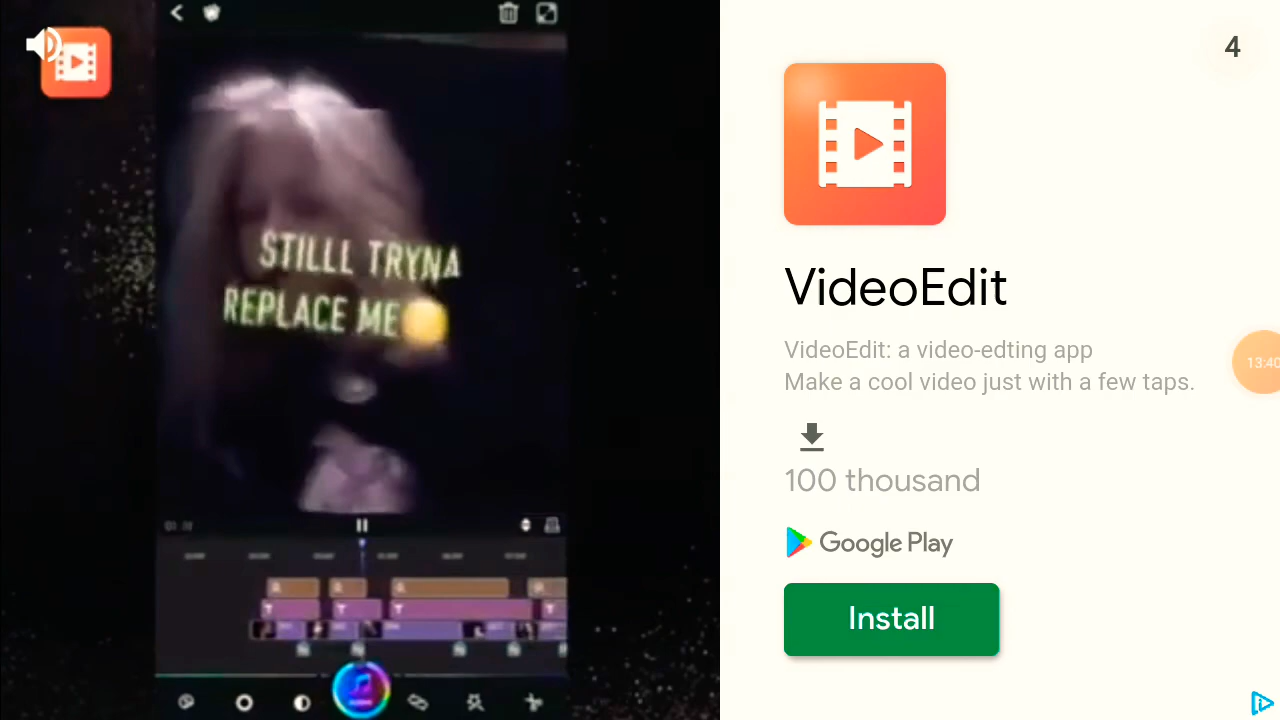 4
STILLL TRYNA
REPLACE ME
VideoEdit
VideoEdit: a video-edting app
Make a cool video just with a few taps.
13:40
100 thousand
Google Play
Install